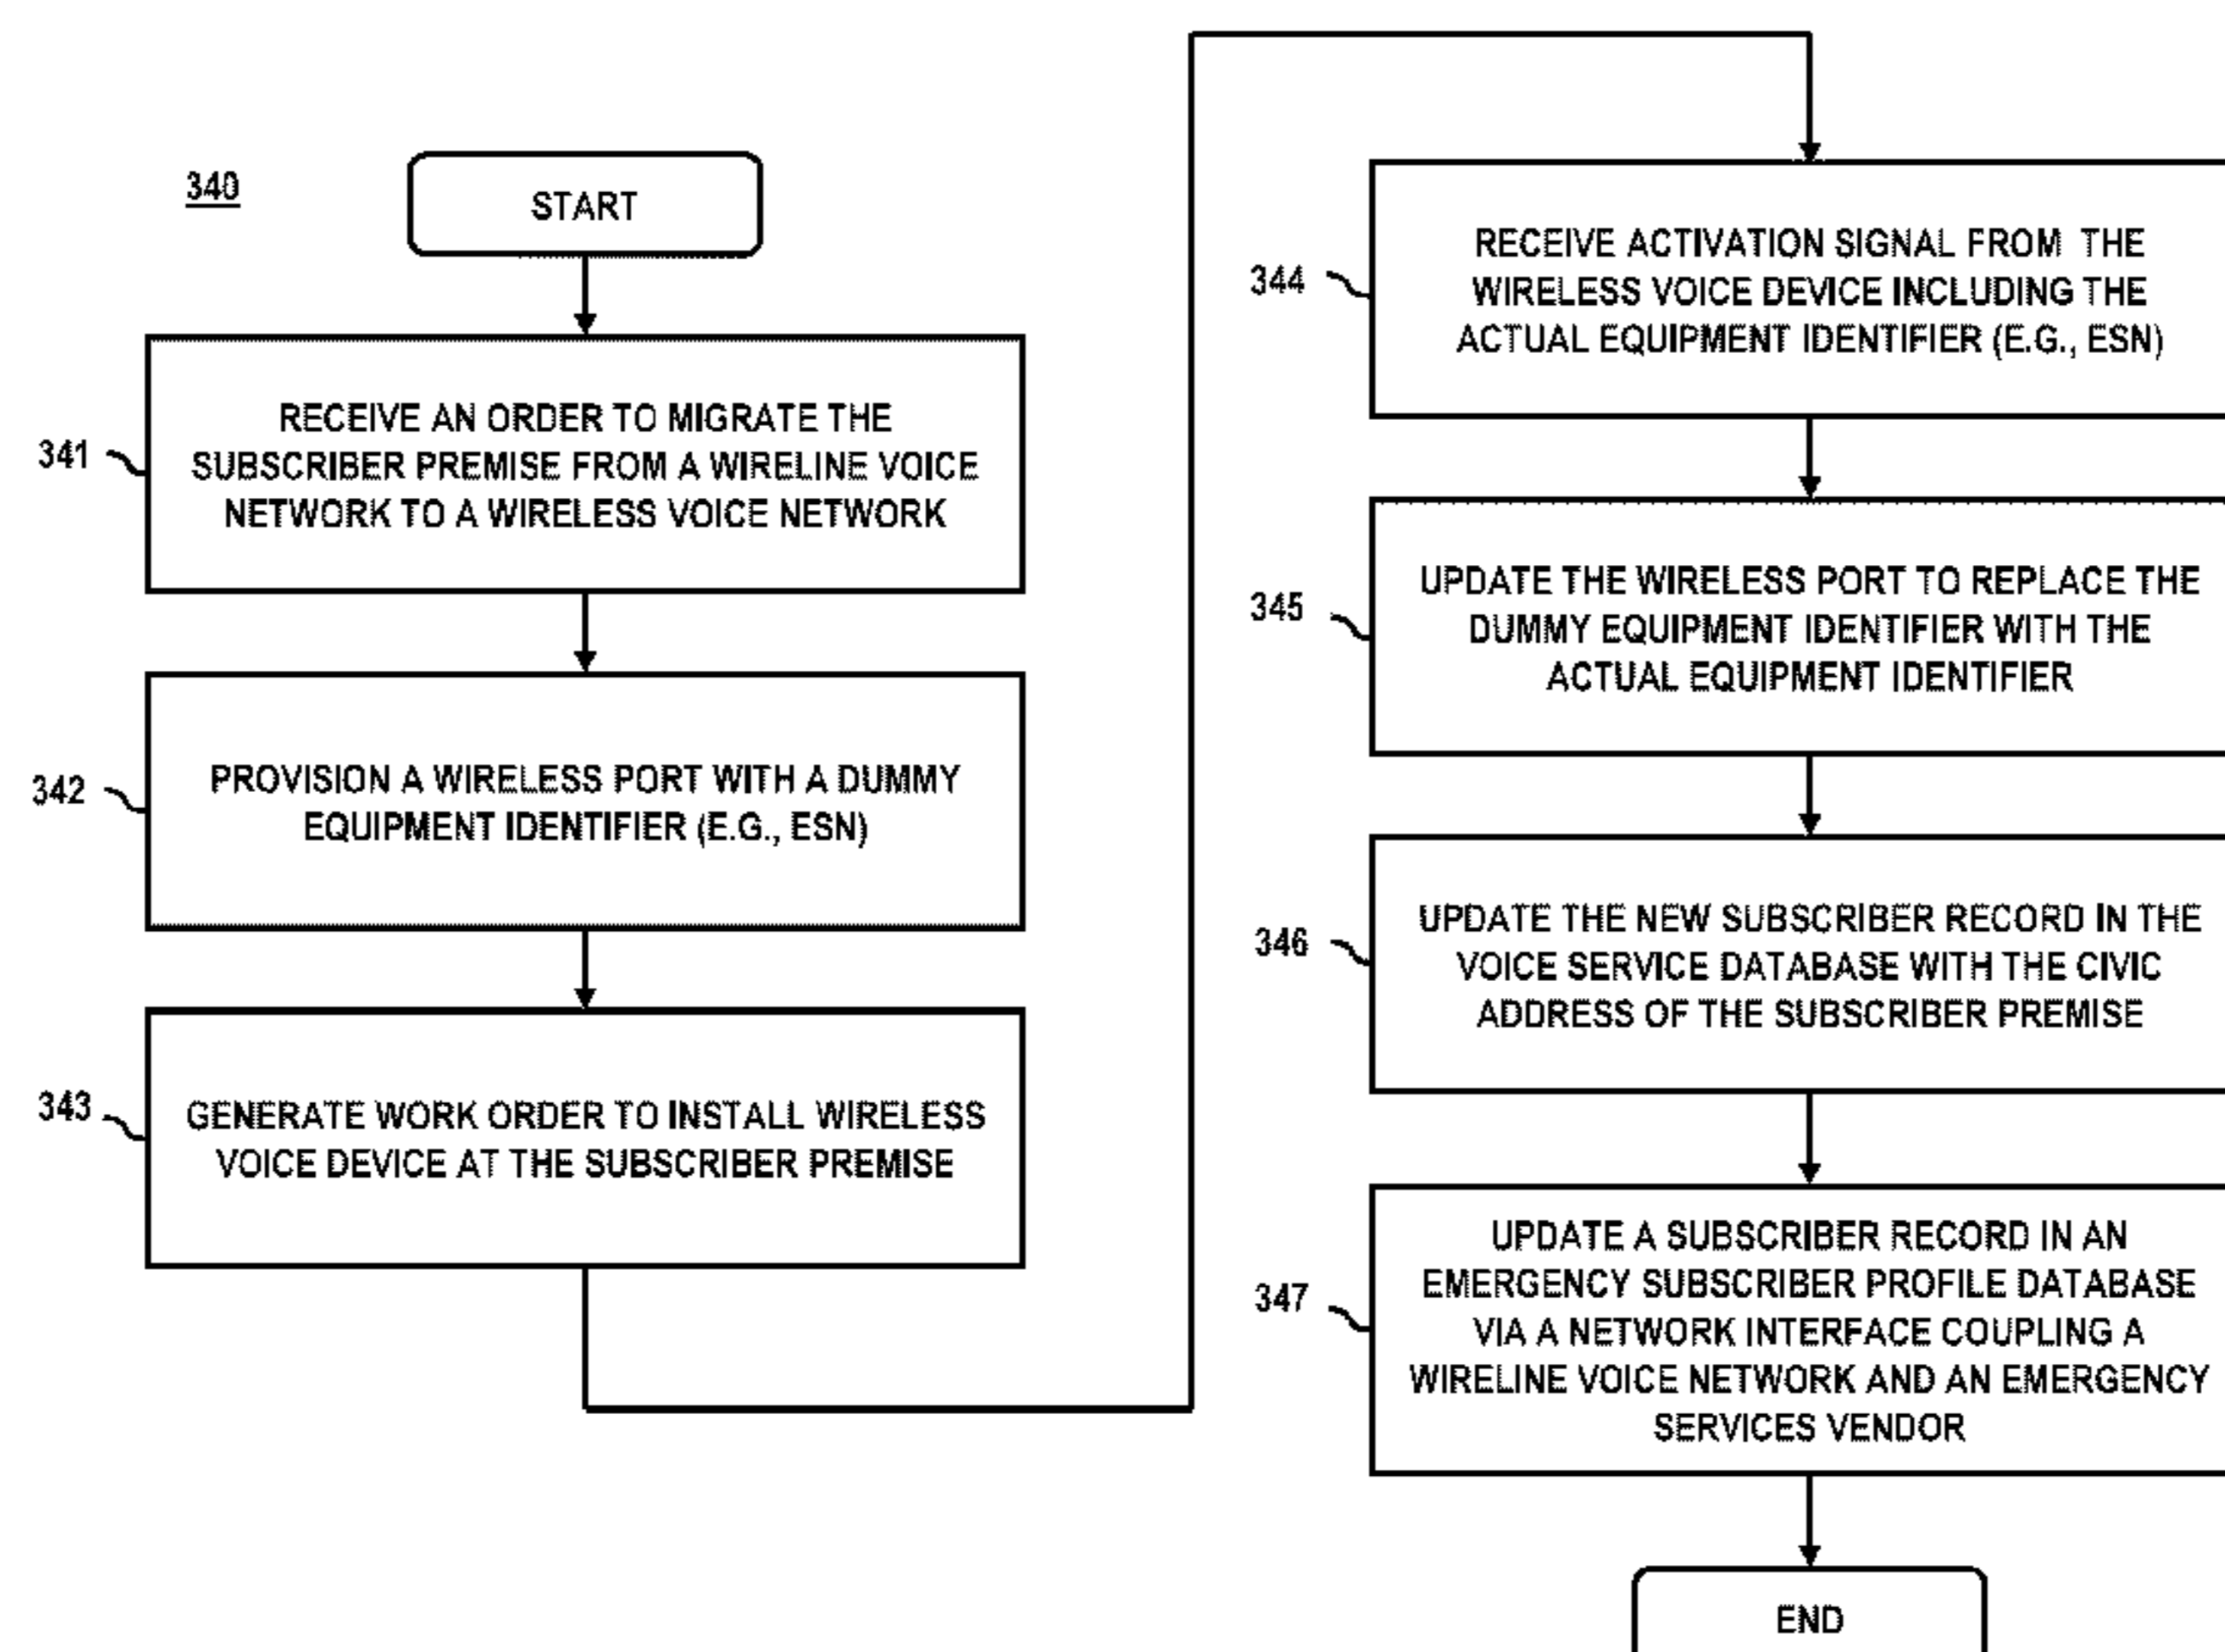 340
START
341
RECEIVE AN ORDER TO MIGRATE THE
SUBSCRIBER PREMISE FROM A WIRELINE VOICE
NETWORK TO A WIRELESS VOICE NETWORK
342
PROVISION A WIRELESS PORT WITH A DUMMY
EQUIPMENT IDENTIFIER (E.G., ESN)
343
GENERATE WORK ORDER TO INSTALL WIRELESS
VOICE DEVICE AT THE SUBSCRIBER PREMISE
344
RECEIVE ACTIVATION SIGNAL FROM THE
WIRELESS VOICE DEVICE INCLUDING THE
ACTUAL EQUIPMENT IDENTIFIER (E.G., ESN)
345
UPDATE THE WIRELESS PORT TO REPLACE THE
DUMMY EQUIPMENT IDENTIFIER WITH THE
ACTUAL EQUIPMENT IDENTIFIER
346
UPDATE THE NEW SUBSCRIBER RECORD IN THE
VOICE SERVICE DATABASE WITH THE CIVIC
ADDRESS OF THE SUBSCRIBER PREMISE
347
UPDATE A SUBSCRIBER RECORD IN AN
EMERGENCY SUBSCRIBER PROFILE DATABASE
VIA A NETWORK INTERFACE COUPLING A
WIRELINE VOICE NETWORK AND AN EMERGENCY
SERVICES VENDOR
END